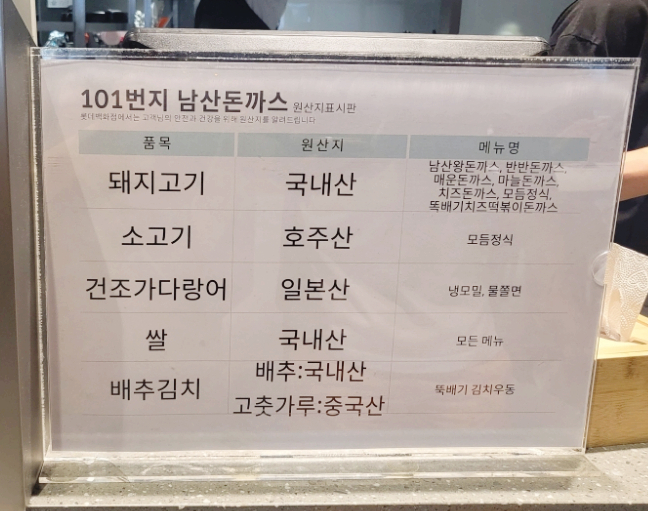 101번지 남산돈까스 원산지표시판
롯데백화점에서는 고객님의 안전과 건강을 위해 원산지를 알려드립니다
품목 원산지 메뉴명
돼지고기 국내산 남산왕돈까스, 반반돈까스,
매운돈까스, 마늘돈까스,
치즈돈까스, 모듬정식,
뚝배기치즈떡볶이돈까스
소고기 호주산 모듬정식
건조가다랑어 일본산 냉모밀, 물쫄면
쌀 국내산 모든 메뉴
배추김치 배추:국내산 뚝배기 김치우동
고춧가루:중국산